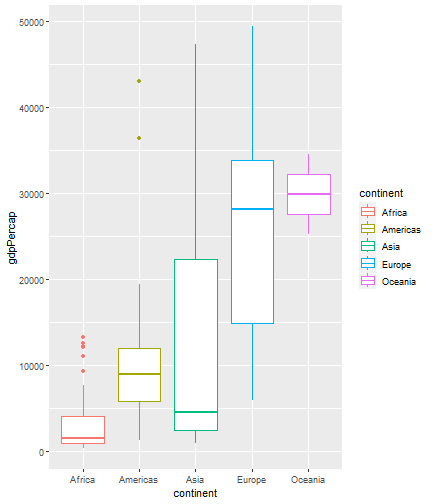 50000
40000
30000
20000
10000
0
gdpPercap
Africa Americas Asia Europe Oceania
continent
continent
Africa
Americas
Asia
Europe
Oceania